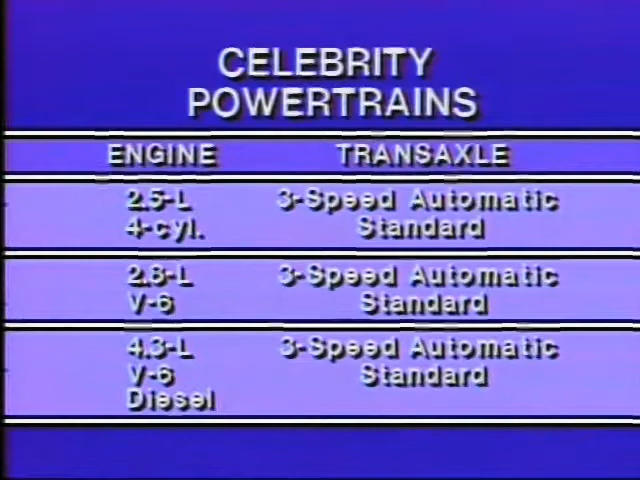 CELEBRITY
POWERTRAINS
ENGINE TRANSAXLE
2.5-L 3-Speed Automatic
4-cyl. Standard
2.8-L 3-Speed Automatic
V-6 Standard
4.3-L 3-Speed Automatic
V-6 Standard
Diesel